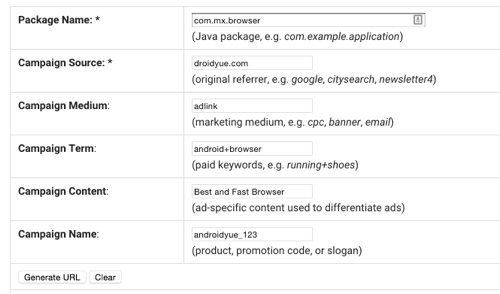 Package Name: *
com.mx.browser
(Java package, e.g. com.example.application)
Campaign Source: *
droidyue.com
(original referrer, e.g. google, citysearch, newsletter4)
Campaign Medium:
adlink
(marketing medium, e.g. cpc, banner, email)
Campaign Term:
android+browser
(paid keywords, e.g. running+shoes)
Campaign Content:
Best and Fast Browser
(ad-specific content used to differentiate ads)
Campaign Name:
androidyue_123
(product, promotion code, or slogan)
Generate URL Clear